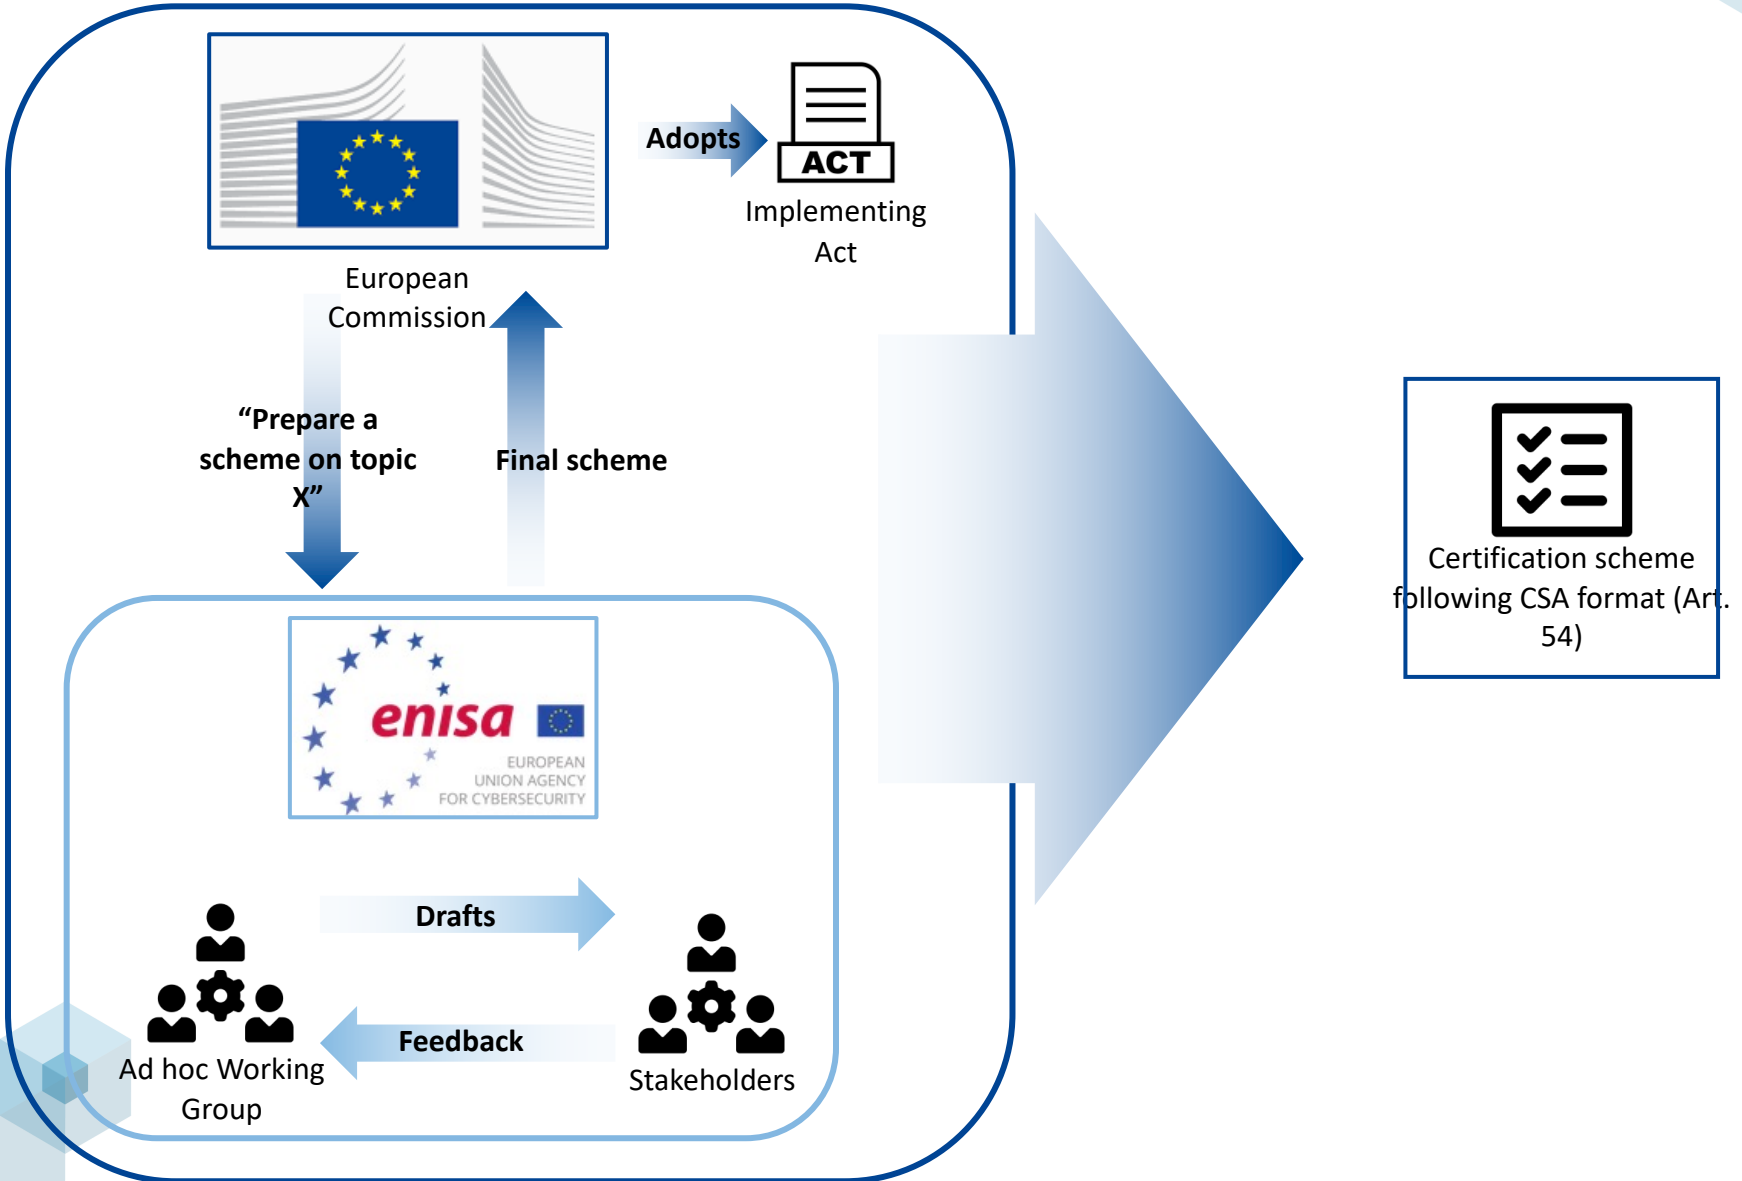 Adopts
ACT
Implementing
Act
European
Commission
“Prepare a
scheme on topic
X”
Final scheme
enisa
EUROPEAN
UNION AGENCY
FOR CYBERSECURITY
Drafts
Feedback
Ad hoc Working
Group
Stakeholders
Certification scheme
following CSA format (Art.
54)